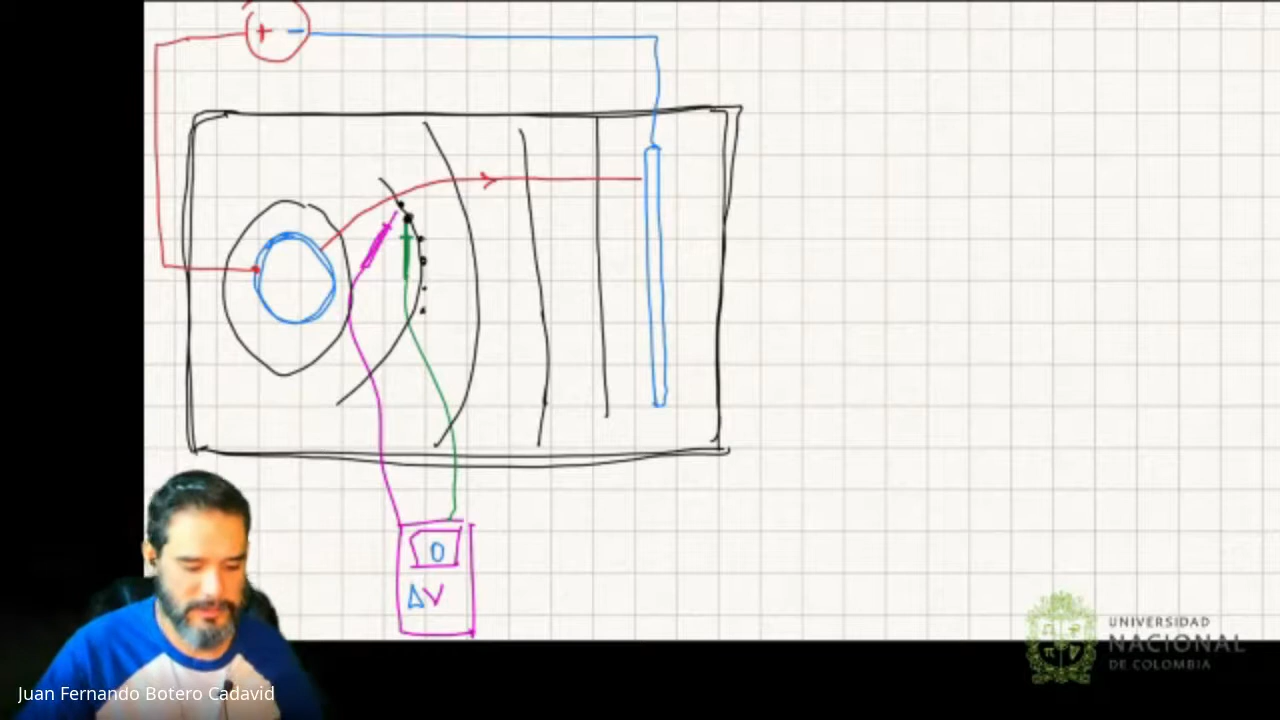 + −
0
ΔV
UNIVERSIDAD
NACIONAL
DE COLOMBIA
Juan Fernando Botero Cadavid